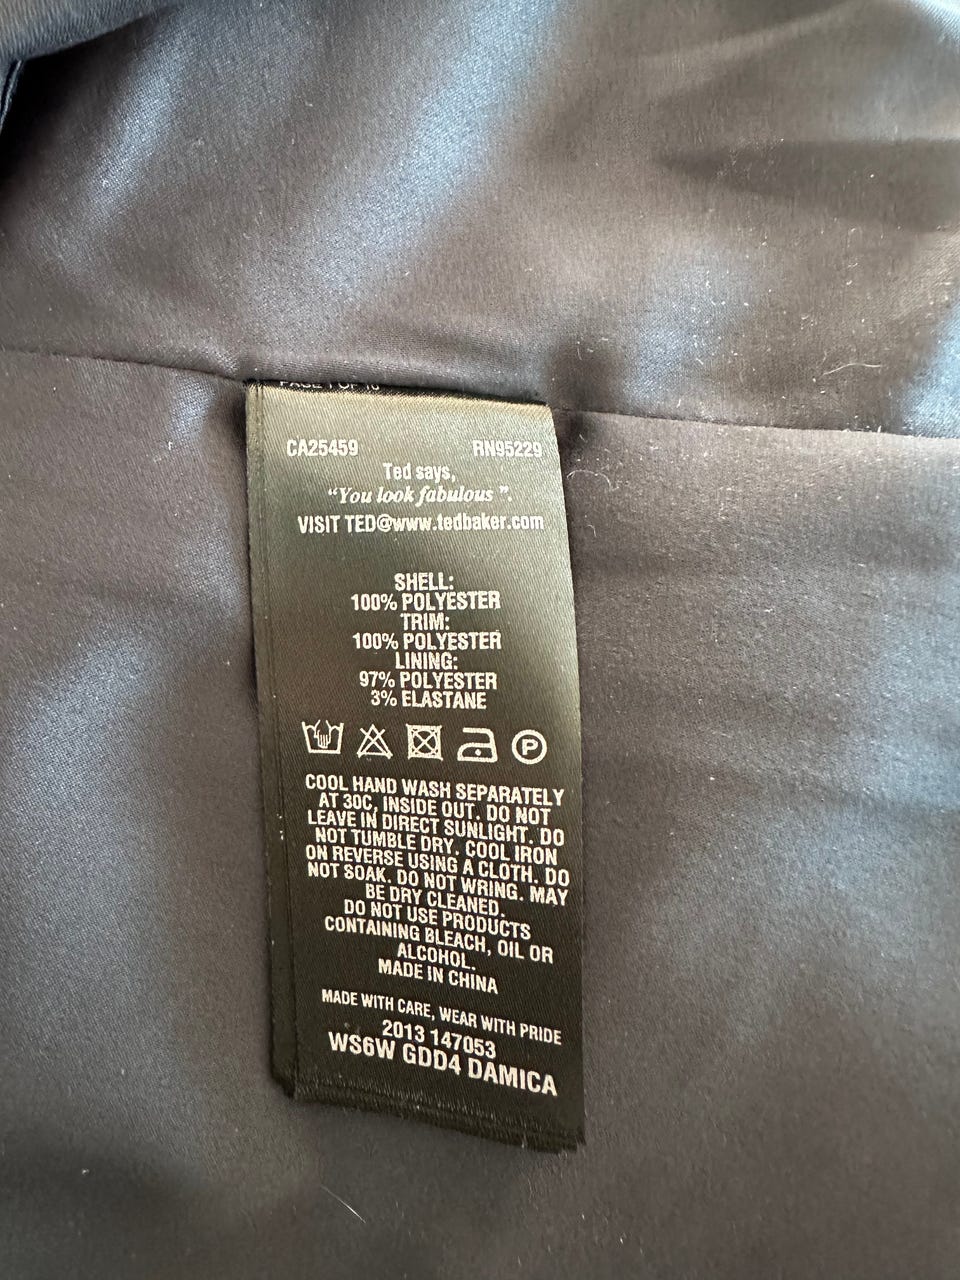 PAGE 1 OF 10
CA25459 RN95229
Ted says,
“You look fabulous”.
VISIT TED@www.tedbaker.com
SHELL:
100% POLYESTER
TRIM:
100% POLYESTER
LINING:
97% POLYESTER
3% ELASTANE
P
COOL HAND WASH SEPARATELY
AT 30C, INSIDE OUT. DO NOT
LEAVE IN DIRECT SUNLIGHT. DO
NOT TUMBLE DRY. COOL IRON
ON REVERSE USING A CLOTH. DO
NOT SOAK. DO NOT WRING. MAY
BE DRY CLEANED.
DO NOT USE PRODUCTS
CONTAINING BLEACH, OIL OR
ALCOHOL.
MADE IN CHINA
MADE WITH CARE, WEAR WITH PRIDE
2013 147053
WS6W GDD4 DAMICA